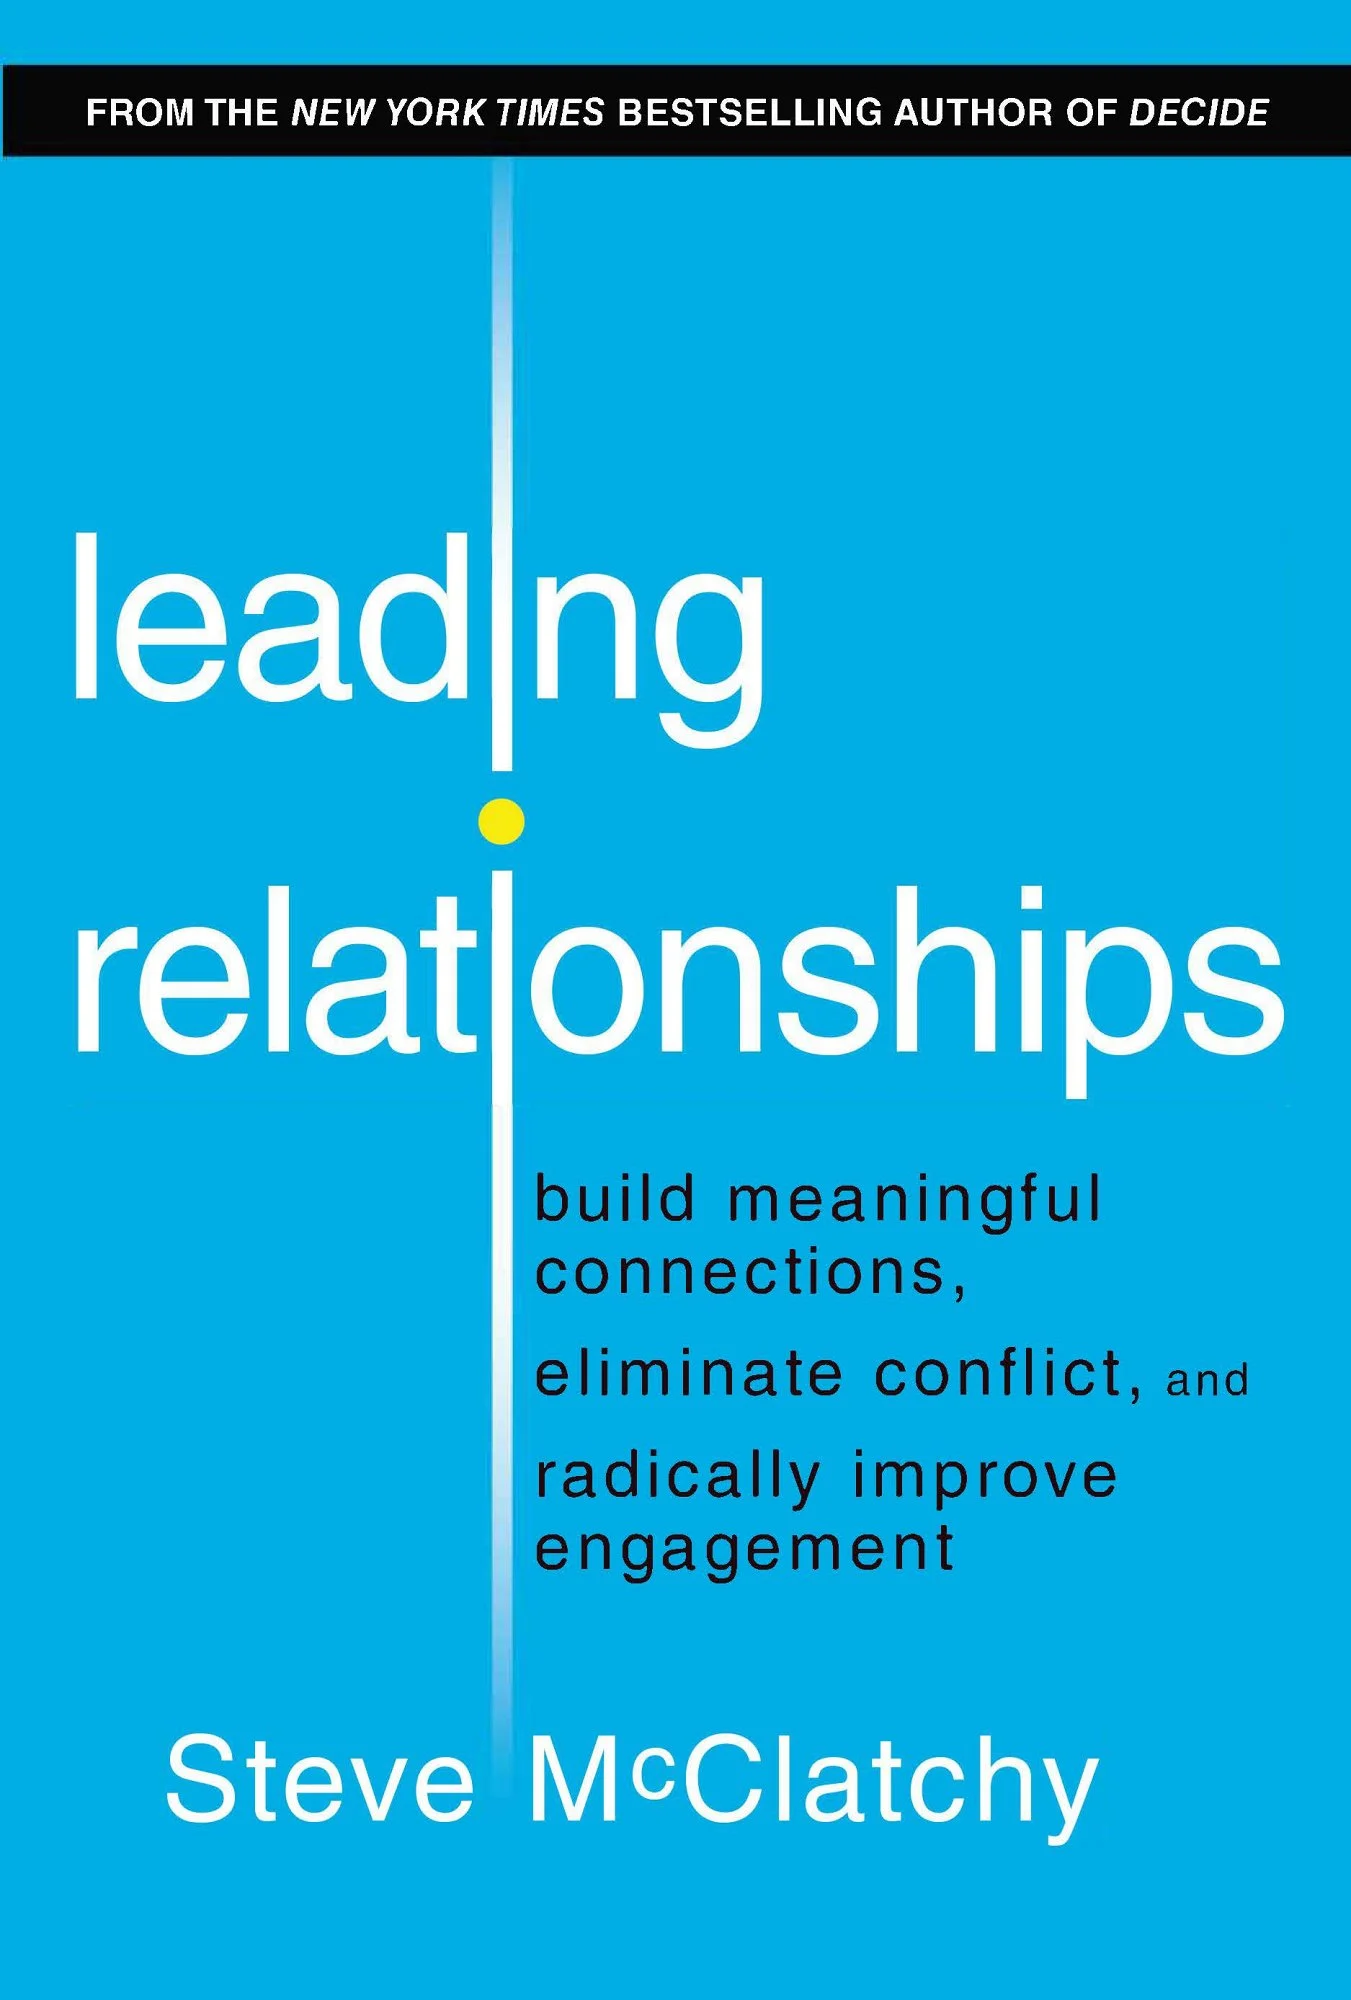 FROM THE NEW YORK TIMES BESTSELLING AUTHOR OF DECIDE
leading
relationships
build meaningful
connections,
eliminate conflict, and
radically improve
engagement
Steve McClatchy